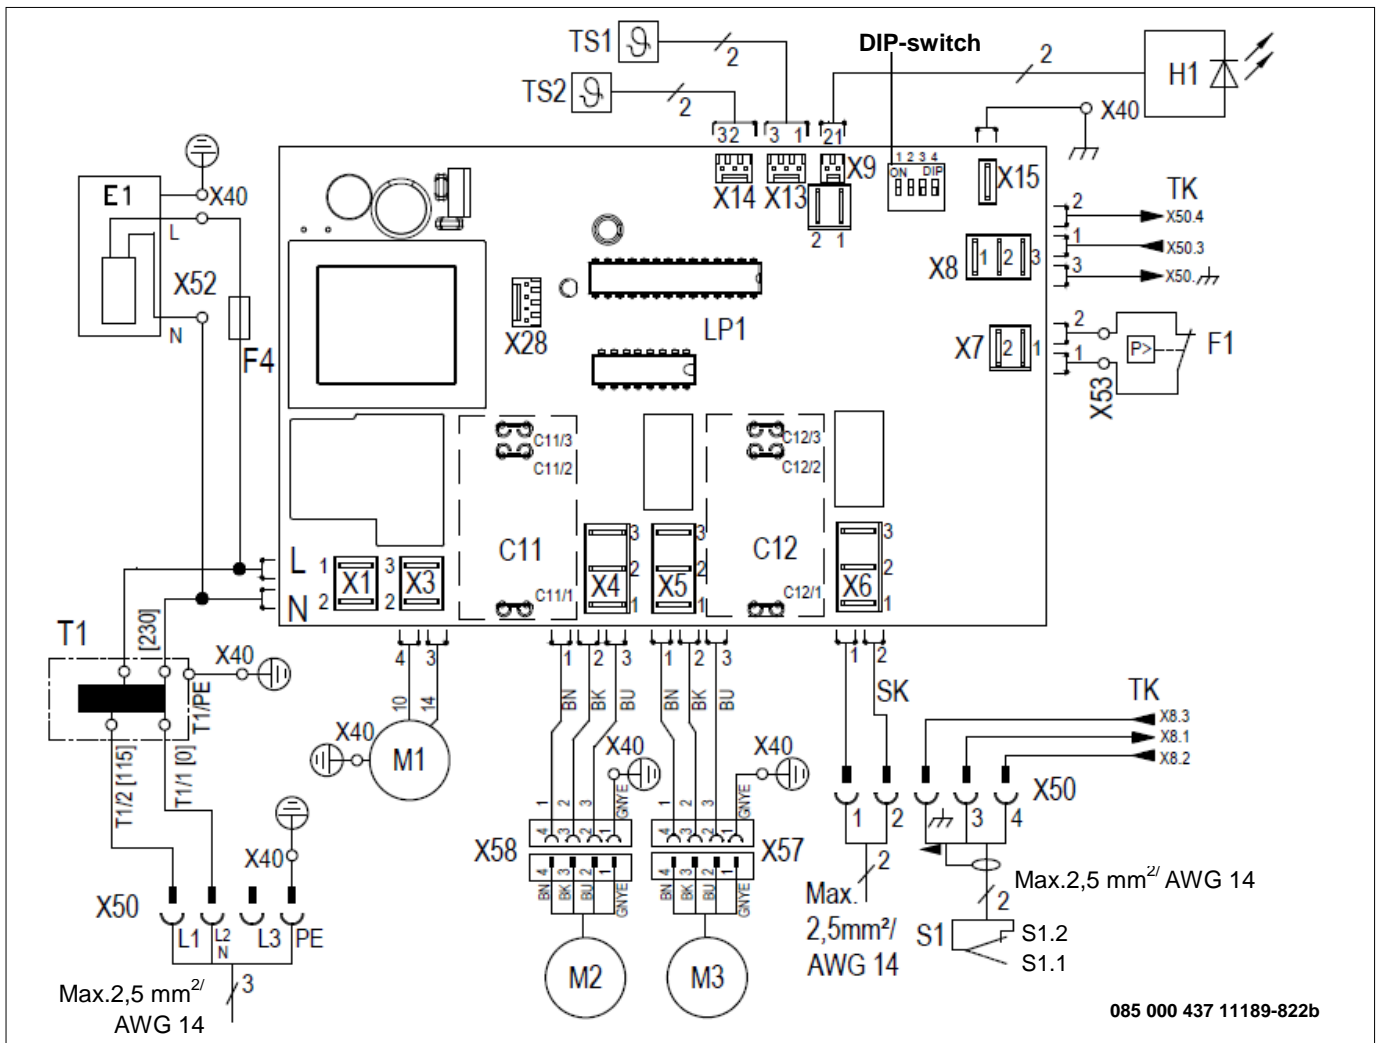 TS1 ϑ 2 DIP-switch
TS2 ϑ 2 2 H1
X40
32 3 1 21
1 2 3 4
ON DIP
X14 X13 X9 X15
2 1
E1 X40
L
X52
N
F4
TK
2 X50.4
1 X50.3
3 X50.
X8 1 2 3
X28 LP1
X7 2 1
2
1
P> F1
X53
C11/3
C11/2
C11
C11/1
C12/3
C12/2
C12
C12/1
L
N
1 X1 2
3 X3 2
3 X4 2 1
3 X5 2 1
3 X6 2 1
T1 [230] X40
T1/PE
T1/2 [115]
T1/1 [0]
4 3
10 14
X40 M1
1 2 3
BN BK BU
X40
1 2 3
BN BK BU
X40
1 2
SK
TK
X8.3
X8.1
X8.2
1 2 3 GNYE
X58 4 3 2 1
4 3 2 1
BN BK BU GNYE
M2
1 2 3 GNYE
X57 4 3 2 1
4 3 2 1
BN BK BU GNYE
M3
X50
1 2 3 4
2
Max.
2,5mm²/
AWG 14
Max.2,5 mm²/ AWG 14
2
S1 S1.2
S1.1
X40
X50
L1 L2 L3 PE
N
3
Max.2,5 mm²/
AWG 14
085 000 437 11189-822b